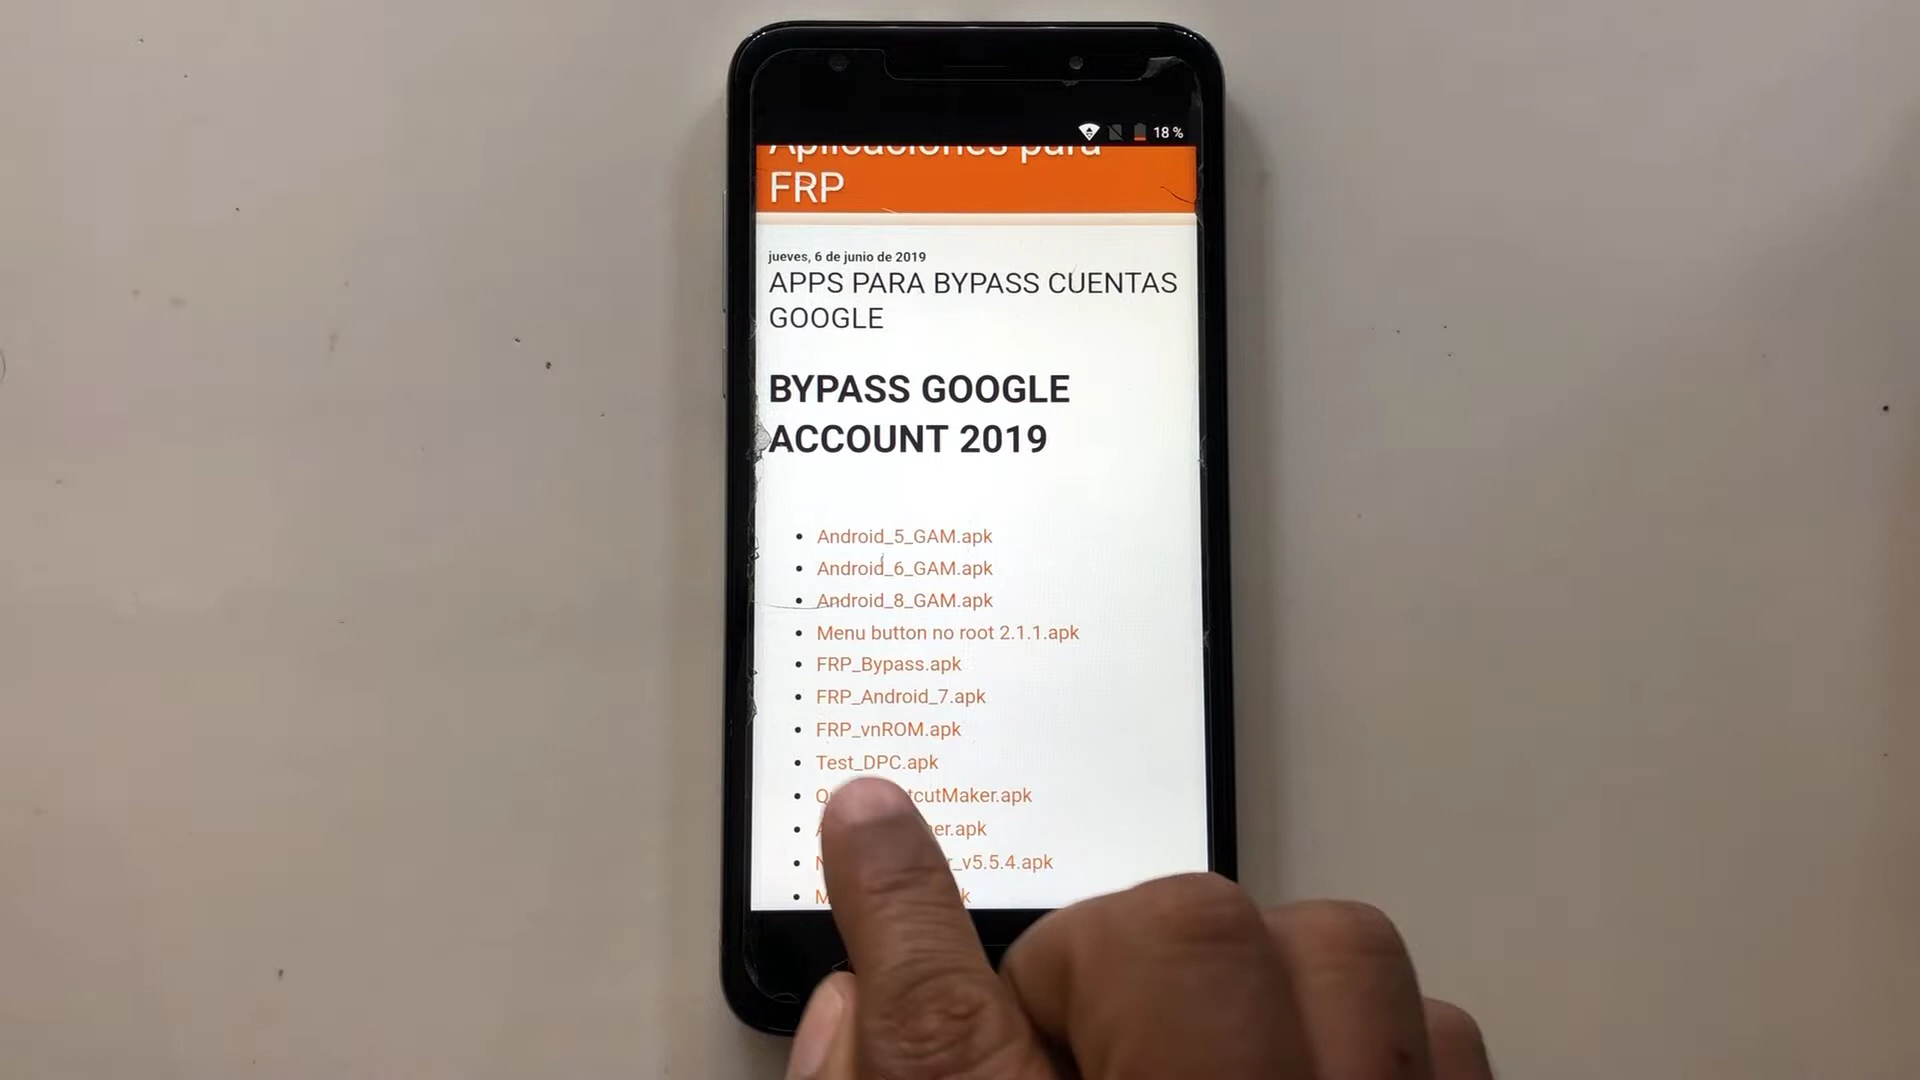 18 %
Aplicaciones para
FRP
jueves, 6 de junio de 2019
APPS PARA BYPASS CUENTAS
GOOGLE
BYPASS GOOGLE
ACCOUNT 2019
Android_5_GAM.apk
Android_6_GAM.apk
Android_8_GAM.apk
Menu button no root 2.1.1.apk
FRP_Bypass.apk
FRP_Android_7.apk
FRP_vnROM.apk
Test_DPC.apk